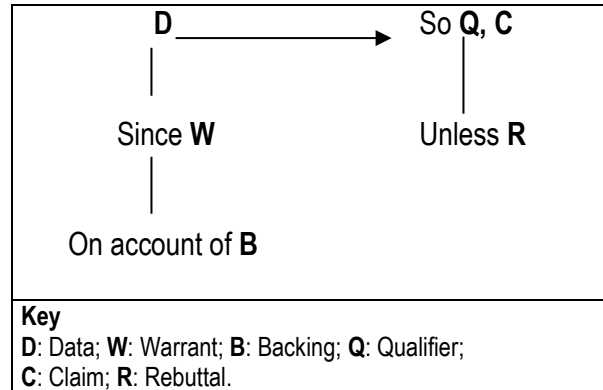 D So Q, C
Since W Unless R
On account of B
Key
D: Data; W: Warrant; B: Backing; Q: Qualifier;
C: Claim; R: Rebuttal.